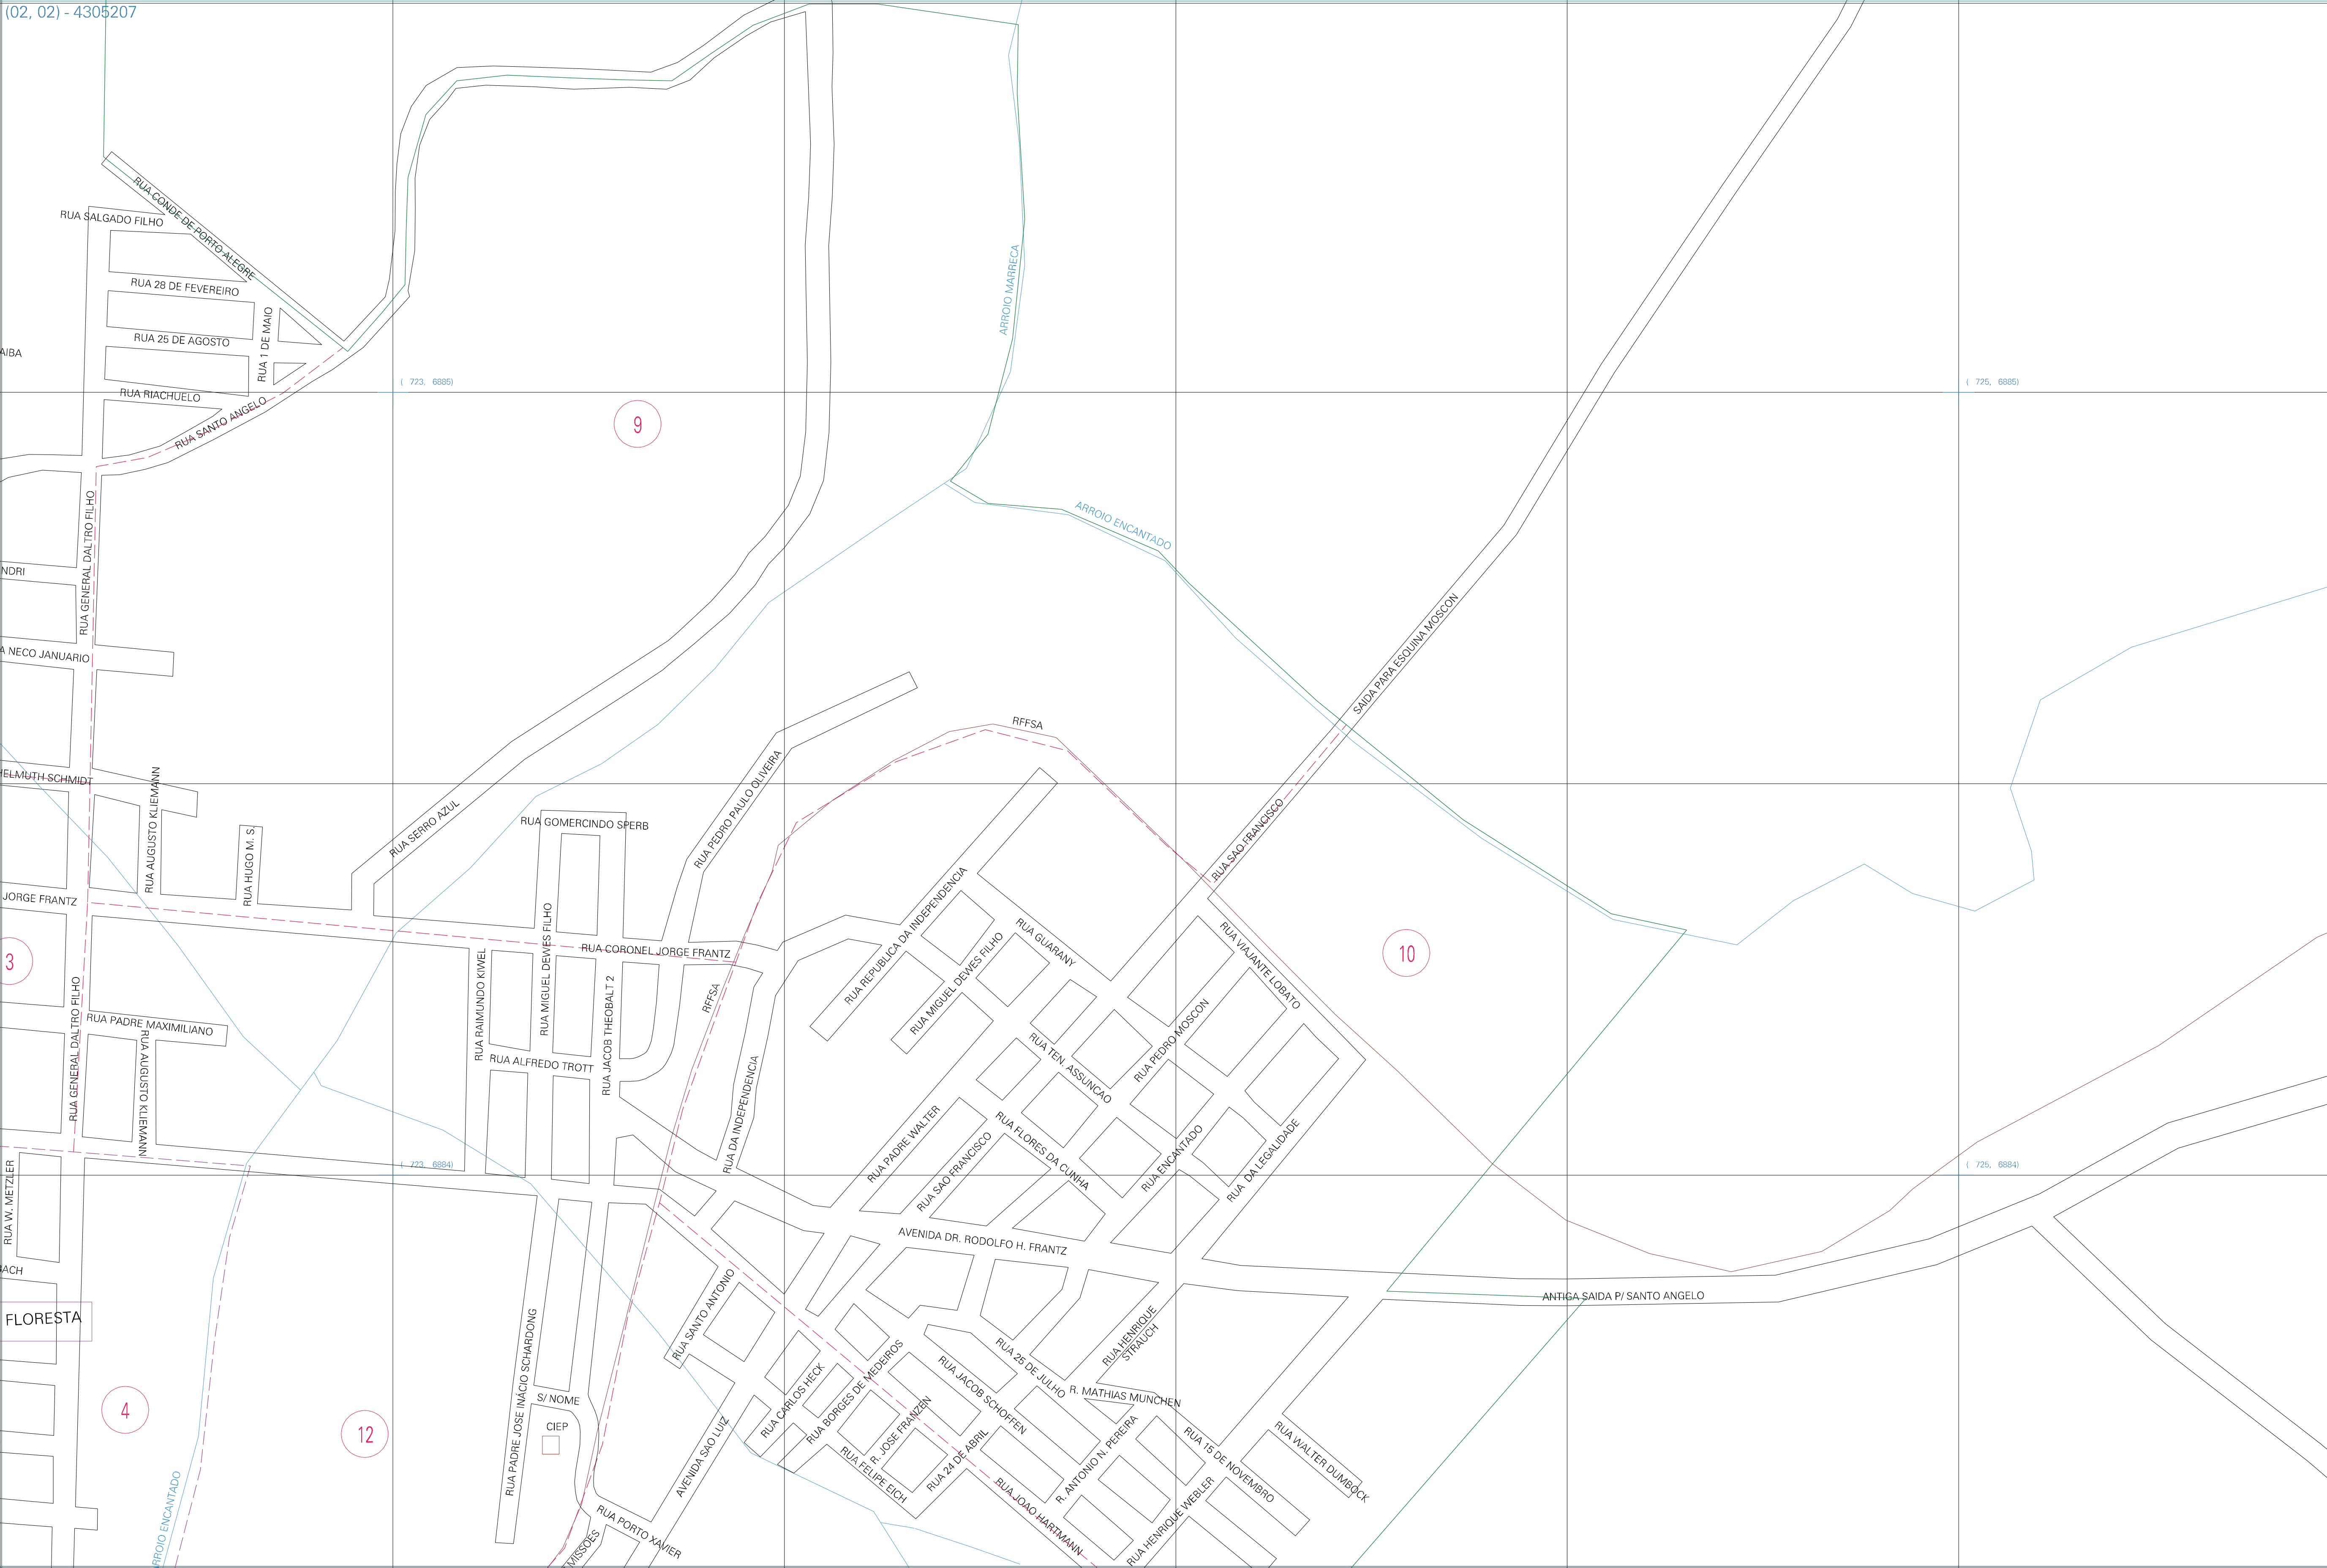 (02, 02) - 4305207
RUA CONDE DE PORTO ALEGRE
RUA SALGADO FILHO
RUA 28 DE FEVEREIRO
RUA 1 DE MAIO
RUA 25 DE AGOSTO
AIBA
RUA RIACHUELO
RUA SANTO ANGELO
( 723, 6885)
( 725, 6885)
9
ARROIO MARRECA
ARROIO ENCANTADO
RUA GENERAL DALTRO FILHO
NDRI
A NECO JANUARIO
SAIDA PARA ESQUINA MOSCON
RFFSA
HELMUTH SCHMIDT
RUA AUGUSTO KLIEMANN
RUA HUGO M. S.
RUA SERRO AZUL
RUA GOMERCINDO SPERB
RUA PEDRO PAULO OLIVEIRA
RUA SAO FRANCISCO
JORGE FRANTZ
RUA REPUBLICA DA INDEPENDENCIA
RUA MIGUEL DEWES FILHO
RUA CORONEL JORGE FRANTZ
RUA MIGUEL DEWES FILHO
RUA GUARANY
RUA VIAJANTE LOBATO
10
3
RUA RAIMUNDO KIWEL
RUA JACOB THEOBALT 2
RFFSA
RUA GENERAL DALTRO FILHO
RUA PADRE MAXIMILIANO
RUA AUGUSTO KLIEMANN
RUA ALFREDO TROTT
RUA DA INDEPENDENCIA
RUA PEDRO MOSCON
RUA TEN. ASSUNCAO
RUA PADRE WALTER
RUA FLORES DA CUNHA
RUA SAO FRANCISCO
RUA ENCANTADO
RUA DA LEGALIDADE
( 723, 6884)
( 725, 6884)
RUA W. METZLER
AVENIDA DR. RODOLFO H. FRANTZ
BACH
FLORESTA
ANTIGA SAIDA P/ SANTO ANGELO
RUA SANTO ANTONIO
RUA PADRE JOSE INÁCIO SCHARDONG
RUA HENRIQUE
STRAUCH
RUA 25 DE JULHO
RUA JACOB SCHOFFEN
R. MATHIAS MUNCHEN
RUA CARLOS HECK
RUA BORGES DE MEDEIROS
S/ NOME
CIEP
4
12
AVENIDA SAO LUIZ
R. JOSE FRANZEN
RUA FELIPE EICH
RUA 24 DE ABRIL
RUA JOAO HARTMANN
R. ANTONIO N. PEREIRA
RUA 15 DE NOVEMBRO
RUA WALTER DUMBOCK
RUA HENRIQUE WEBLER
RUA PORTO XAVIER
MISSOES
RROIO ENCANTADO